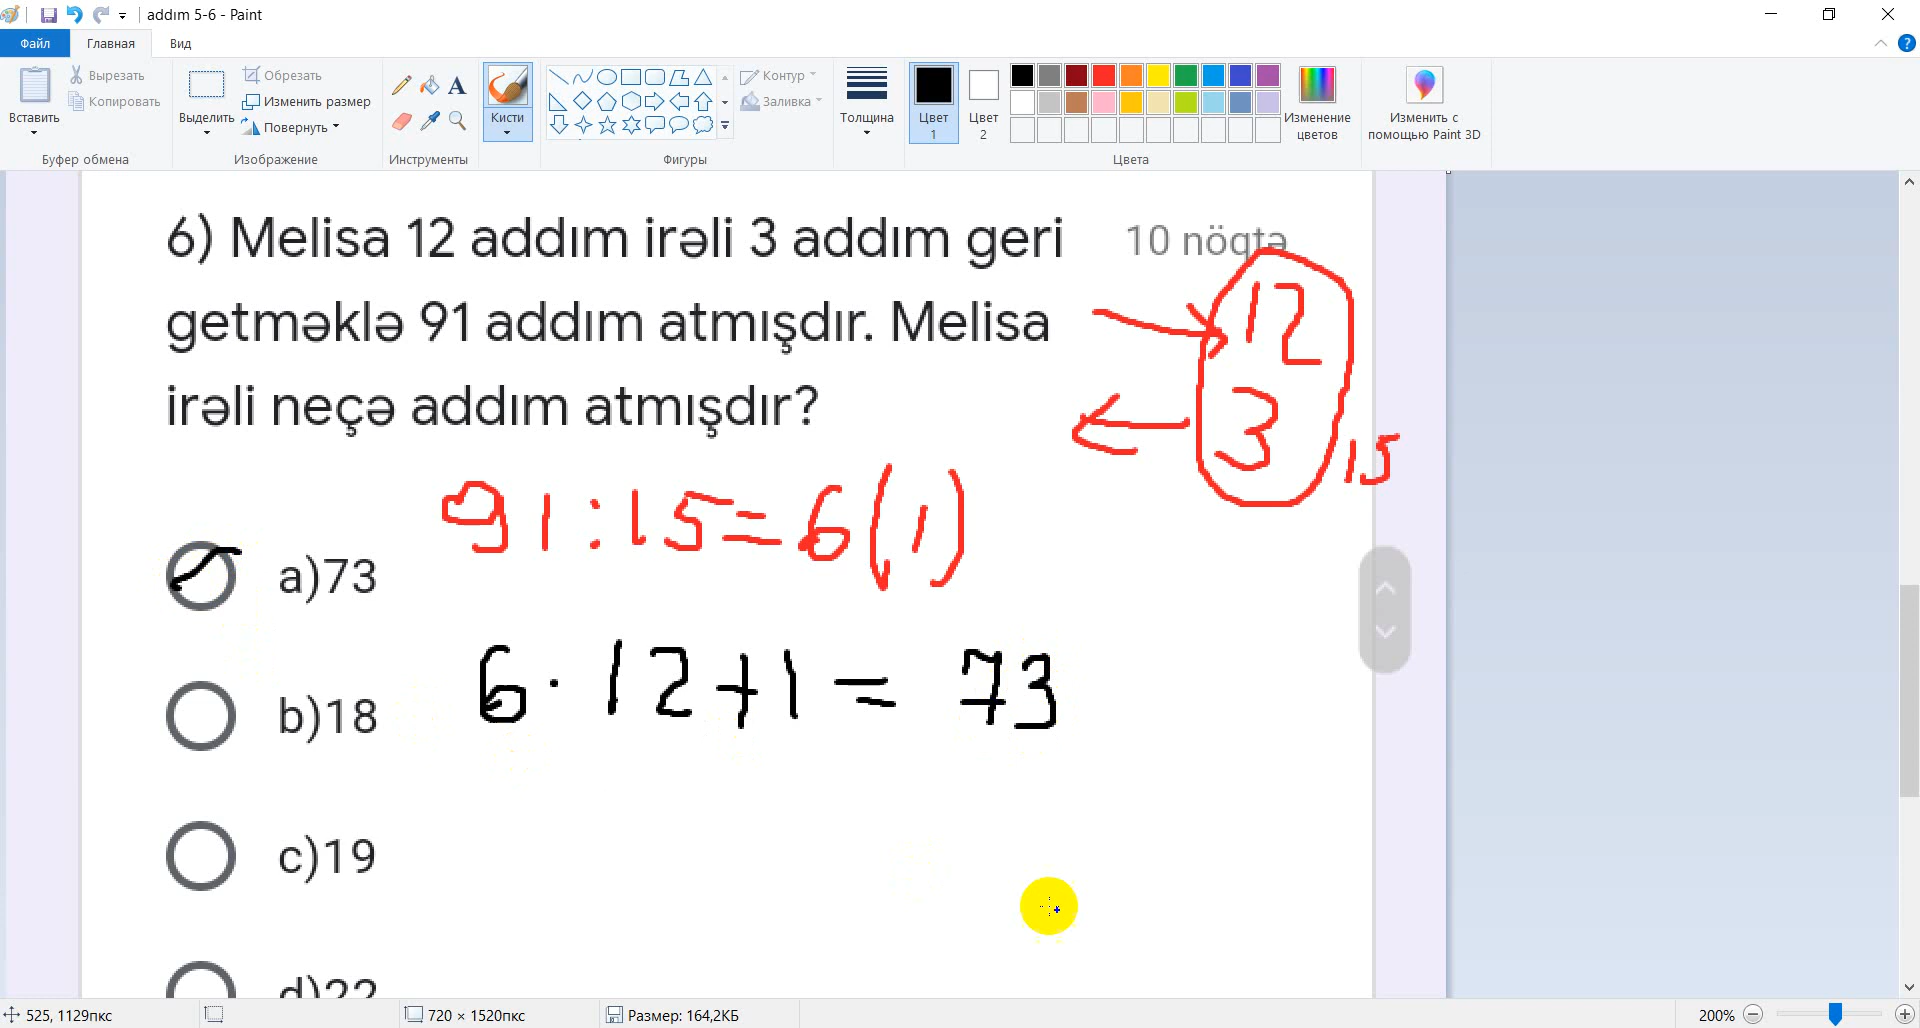 addım 5-6 - Paint
Файл Главная Вид
Вставить
Вырезать
Копировать
Буфер обмена
Выделить
Обрезать
Изменить размер
Повернуть
Изображение
A
Инструменты
Кисти
Фигуры
Контур
Заливка
Толщина
Цвет 1
Цвет 2
Изменение цветов
Цвета
Изменить с помощью Paint 3D
?
6) Melisa 12 addım irəli 3 addım geri
10 nöqtə
getməklə 91 addım atmışdır. Melisa
irəli neçə addım atmışdır?
12
3
15
91:15=6(1)
a)73
6·12+1=73
b)18
c)19
d)22
525, 1129пкс
720 × 1520пкс
Размер: 164,2КБ
200%